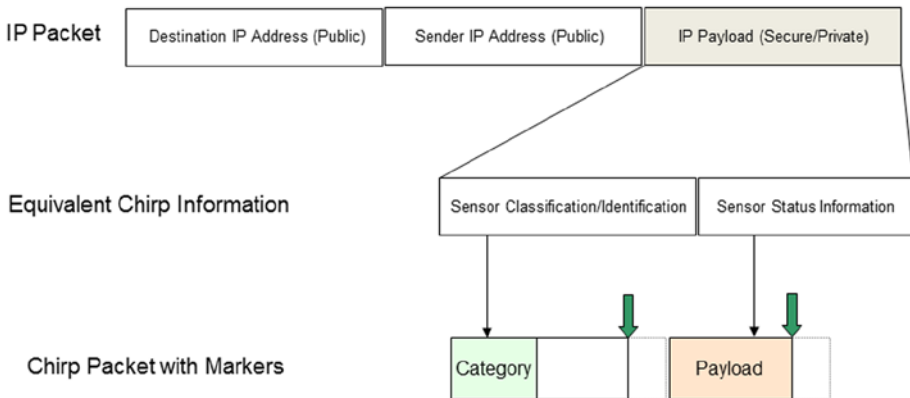 IP Packet
Destination IP Address (Public)
Sender IP Address (Public)
IP Payload (Secure/Private)
Equivalent Chirp Information
Sensor Classification/Identification
Sensor Status Information
Chirp Packet with Markers
Category
Payload